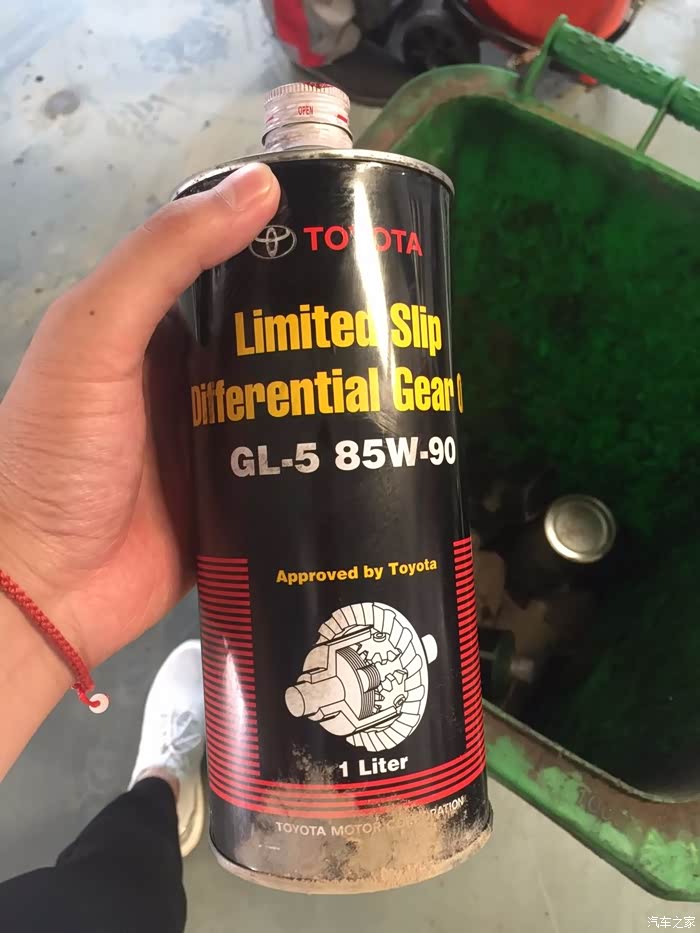 OPEN
TOYOTA
Limited Slip
Differential Gear O
GL-5 85W-90
Approved by Toyota
1 Liter
TOYOTA MOTOR CORPORATION
汽车之家